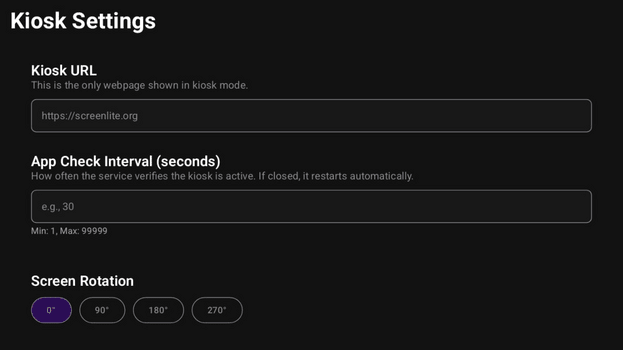 Kiosk Settings
Kiosk URL
This is the only webpage shown in kiosk mode.
https://screenlite.org
App Check Interval (seconds)
How often the service verifies the kiosk is active. If closed, it restarts automatically.
e.g., 30
Min: 1, Max: 99999
Screen Rotation
0° 90° 180° 270°